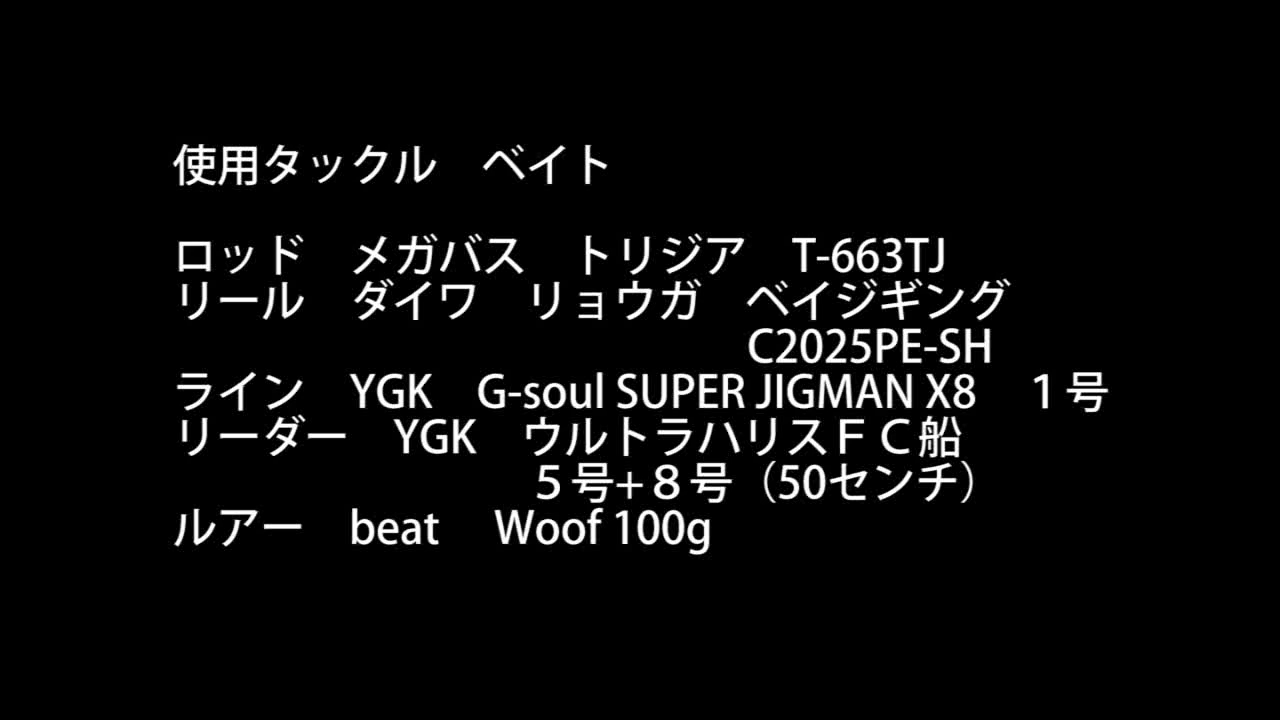 使用タックル　ベイト
ロッド　メガバス　トリジア　T-663TJ
リール　ダイワ　リョウガ　ベイジギング
C2025PE-SH
ライン　YGK　G-soul SUPER JIGMAN X8　１号
リーダー　YGK　ウルトラハリスＦＣ船
５号+８号（50センチ）
ルアー　beat　Woof 100g